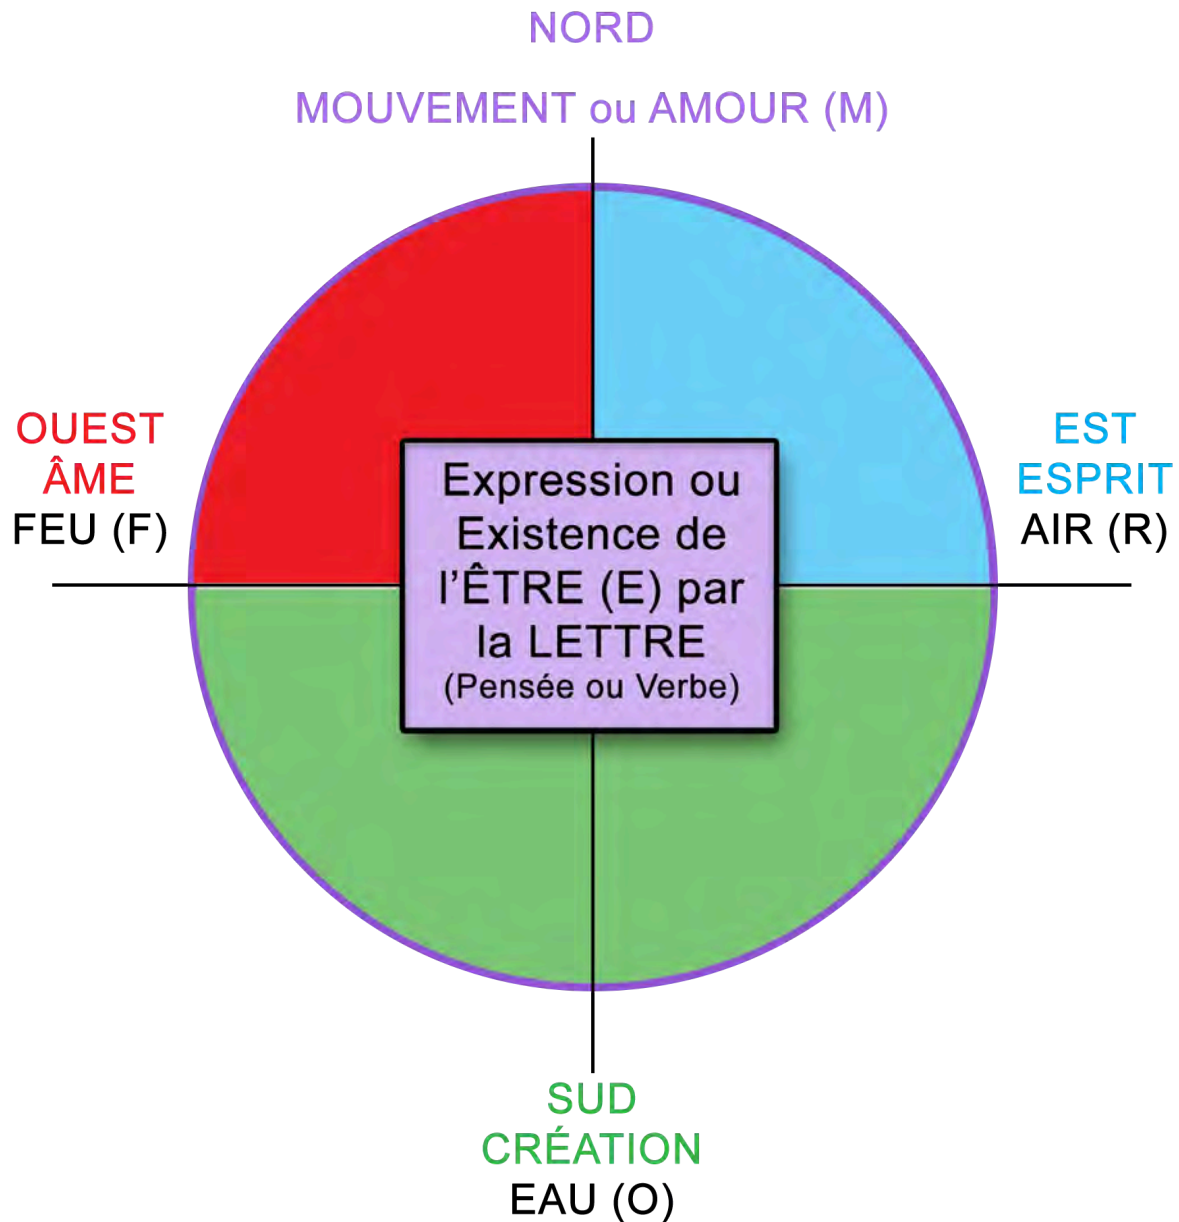 NORD
MOUVEMENT ou AMOUR (M)
OUEST
ÂME
FEU (F)
Expression ou
Existence de
l'ÊTRE (E) par
la LETTRE
(Pensée ou Verbe)
EST
ESPRIT
AIR (R)
SUD
CRÉATION
EAU (O)